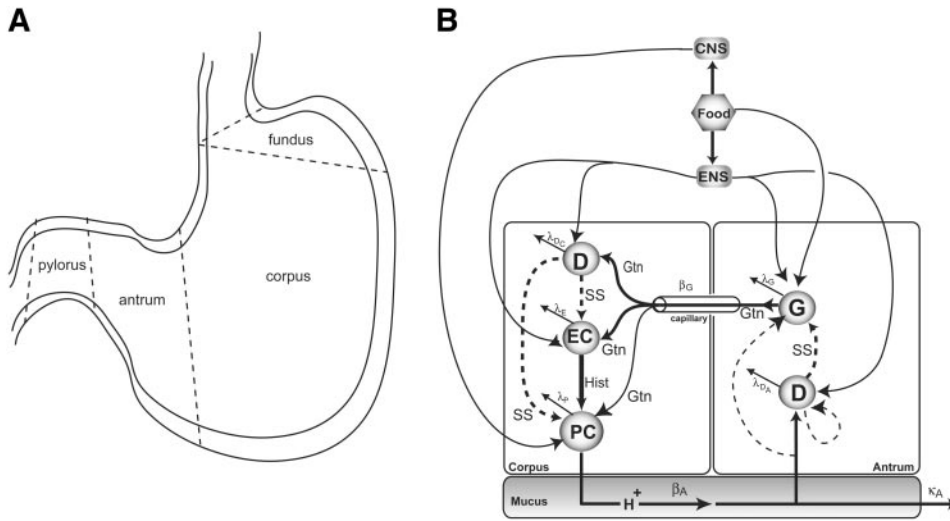 A
fundus
pylorus
antrum
corpus
B
CNS
Food
ENS
λDC
D
Gtn
SS
λE
EC
Gtn
Hist
Gtn
λP
SS
PC
βG
capillary
Gtn
λG
G
SS
λDA
D
Corpus
Antrum
Mucus
H+
βA
κA